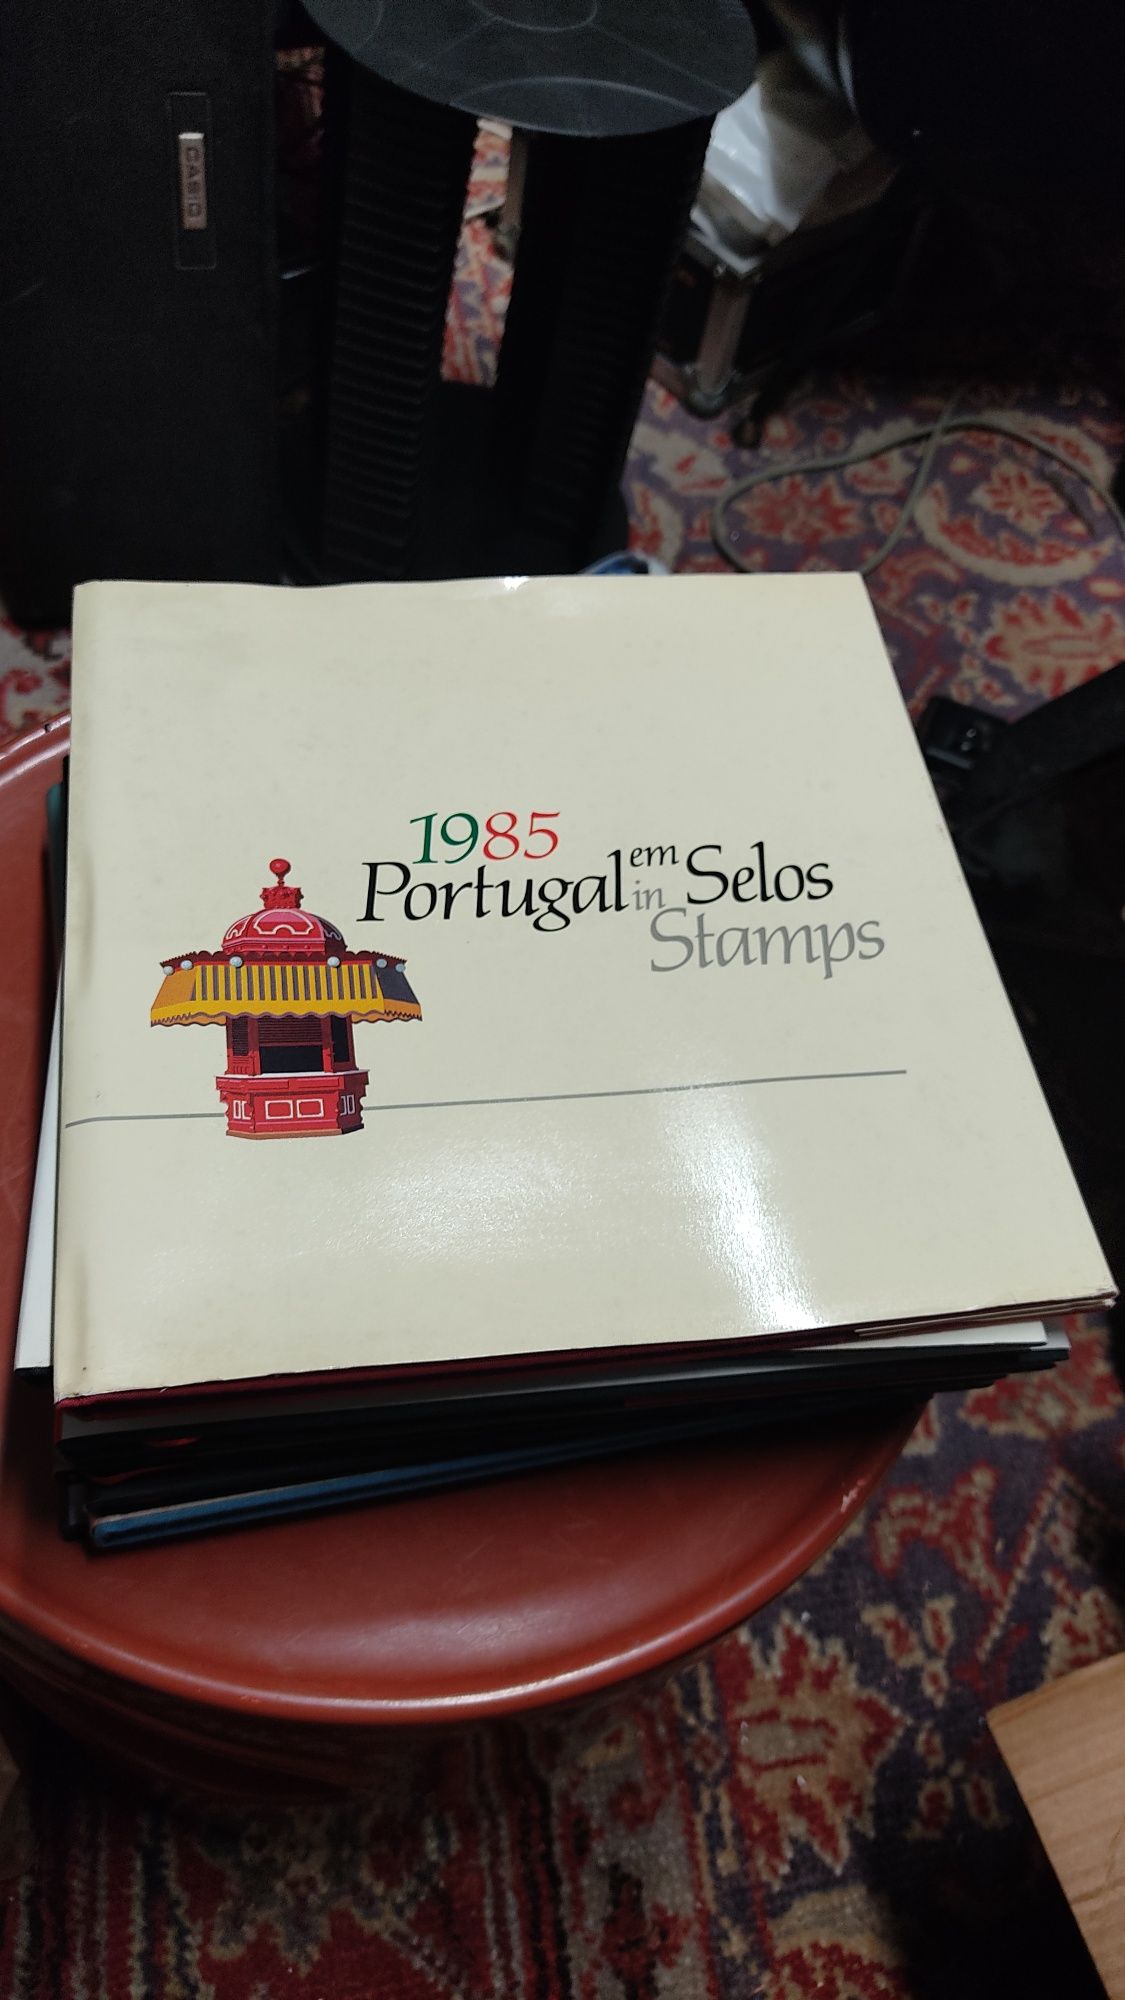 CASIO
1985
Portugal em Selos
in Stamps